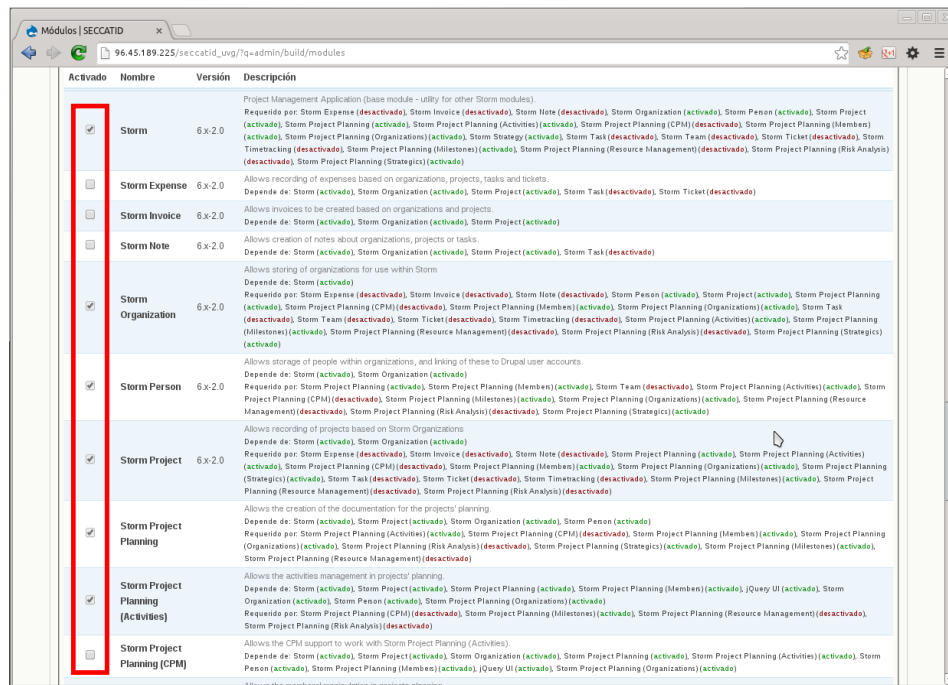 Módulos | SECCATID
96.45.189.225/seccatid_uvg/?q=admin/build/modules
Activado Nombre Versión Descripción
Project Management Application (base module - utility for other Storm modules).
Requerido por: Storm Expense (desactivado), Storm Invoice (desactivado), Storm Note (desactivado), Storm Organization (activado), Storm Person (activado), Storm Project
(activado), Storm Project Planning (activado), Storm Project Planning (Activities) (activado), Storm Project Planning (CPM) (desactivado), Storm Project Planning (Members)
Storm 6.x-2.0
(activado), Storm Project Planning (Organizations) (activado), Storm Strategy (activado), Storm Task (desactivado), Storm Team (desactivado), Storm Ticket (desactivado), Storm
Timetracking (desactivado), Storm Project Planning (Milestones) (activado), Storm Project Planning (Resource Management) (desactivado), Storm Project Planning (Risk Analysis)
(desactivado), Storm Project Planning (Strategics) (activado)
Allows recording of expenses based on organizations, projects, tasks and tickets.
Storm Expense 6.x-2.0
Depende de: Storm (activado), Storm Organization (activado), Storm Project (activado), Storm Task (desactivado), Storm Ticket (desactivado)
Allows invoices to be created based on organizations and projects.
Storm Invoice 6.x-2.0
Depende de: Storm (activado), Storm Organization (activado), Storm Project (activado)
Allows creation of notes about organizations, projects or tasks.
Storm Note 6.x-2.0
Depende de: Storm (activado), Storm Organization (activado), Storm Project (activado), Storm Task (desactivado)
Allows storing of organizations for use within Storm
Depende de: Storm (activado)
Requerido por: Storm Expense (desactivado), Storm Invoice (desactivado), Storm Note (desactivado), Storm Person (activado), Storm Project (activado), Storm Project Planning
Storm Organization 6.x-2.0
(activado), Storm Project Planning (CPM) (desactivado), Storm Project Planning (Members) (activado), Storm Project Planning (Organizations) (activado), Storm Task
(desactivado), Storm Team (desactivado), Storm Ticket (desactivado), Storm Timetracking (desactivado), Storm Project Planning (Activities) (activado), Storm Project Planning
(Milestones) (activado), Storm Project Planning (Resource Management) (desactivado), Storm Project Planning (Risk Analysis) (desactivado), Storm Project Planning (Strategics)
(activado)
Allows storage of people within organizations, and linking of these to Drupal user accounts.
Depende de: Storm (activado), Storm Organization (activado)
Storm Person 6.x-2.0
Requerido por: Storm Project Planning (activado), Storm Project Planning (Members) (activado), Storm Team (desactivado), Storm Project Planning (Activities) (activado), Storm
Project Planning (CPM) (desactivado), Storm Project Planning (Milestones) (activado), Storm Project Planning (Organizations) (activado), Storm Project Planning (Resource
Management) (desactivado), Storm Project Planning (Risk Analysis) (desactivado), Storm Project Planning (Strategics) (activado)
Allows recording of projects based on Storm Organizations
Depende de: Storm (activado), Storm Organization (activado)
Requerido por: Storm Expense (desactivado), Storm Invoice (desactivado), Storm Note (desactivado), Storm Project Planning (activado), Storm Project Planning (Activities)
Storm Project 6.x-2.0
(activado), Storm Project Planning (CPM) (desactivado), Storm Project Planning (Members) (activado), Storm Project Planning (Organizations) (activado), Storm Project Planning
(Strategics) (activado), Storm Task (desactivado), Storm Ticket (desactivado), Storm Timetracking (desactivado), Storm Project Planning (Milestones) (activado), Storm Project
Planning (Resource Management) (desactivado), Storm Project Planning (Risk Analysis) (desactivado)
Allows the creation of the documentation for the projects' planning.
Depende de: Storm (activado), Storm Project (activado), Storm Organization (activado), Storm Person (activado)
Storm Project
Planning
Requerido por: Storm Project Planning (Activities) (activado), Storm Project Planning (CPM) (desactivado), Storm Project Planning (Members) (activado), Storm Project Planning
(Organizations) (activado), Storm Project Planning (Risk Analysis) (desactivado), Storm Project Planning (Strategics) (activado), Storm Project Planning (Milestones) (activado),
Storm Project Planning (Resource Management) (desactivado)
Allows the activities management in projects' planning.
Storm Project
Planning
(Activities)
Depende de: Storm (activado), Storm Project (activado), Storm Project Planning (activado), Storm Project Planning (Members) (activado), jQuery UI (activado), Storm
Organization (activado), Storm Person (activado), Storm Project Planning (Organizations) (activado)
Requerido por: Storm Project Planning (CPM) (desactivado), Storm Project Planning (Milestones) (activado), Storm Project Planning (Resource Management) (desactivado),
Storm Project Planning (Risk Analysis) (desactivado)
Allows the CPM support to work with Storm Project Planning (Activities).
Storm Project
Planning (CPM)
Depende de: Storm (activado), Storm Organization (activado), Storm Project (activado), Storm Project Planning (activado), Storm Project Planning (Activities) (activado), Storm
Person (activado), Storm Project Planning (Members) (activado), jQuery UI (activado), Storm Project Planning (Organizations) (activado)